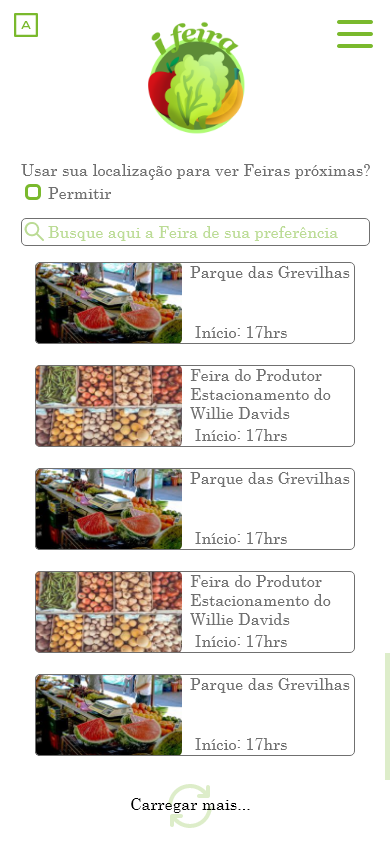 A
i feira
Usar sua localização para ver Feiras próximas?
Permitir
Busque aqui a Feira de sua preferência
Parque das Grevilhas
Início: 17hrs
Feira do Produtor
Estacionamento do
Willie Davids
Início: 17hrs
Parque das Grevilhas
Início: 17hrs
Feira do Produtor
Estacionamento do
Willie Davids
Início: 17hrs
Parque das Grevilhas
Início: 17hrs
Carregar mais...